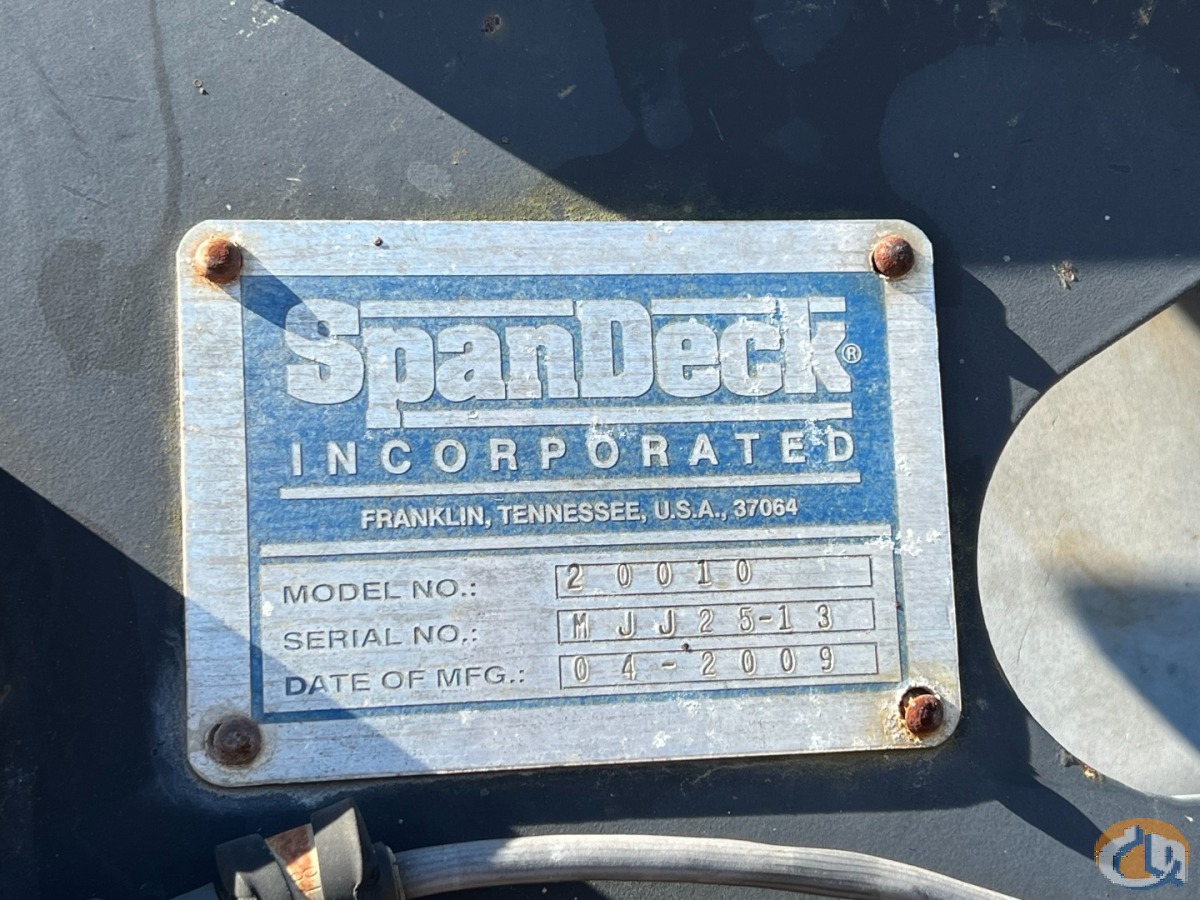 SpanDeck®
INCORPORATED
FRANKLIN, TENNESSEE, U.S.A., 37064
MODEL NO.: 20010
SERIAL NO.: MJJ25-13
DATE OF MFG.: 04-2009